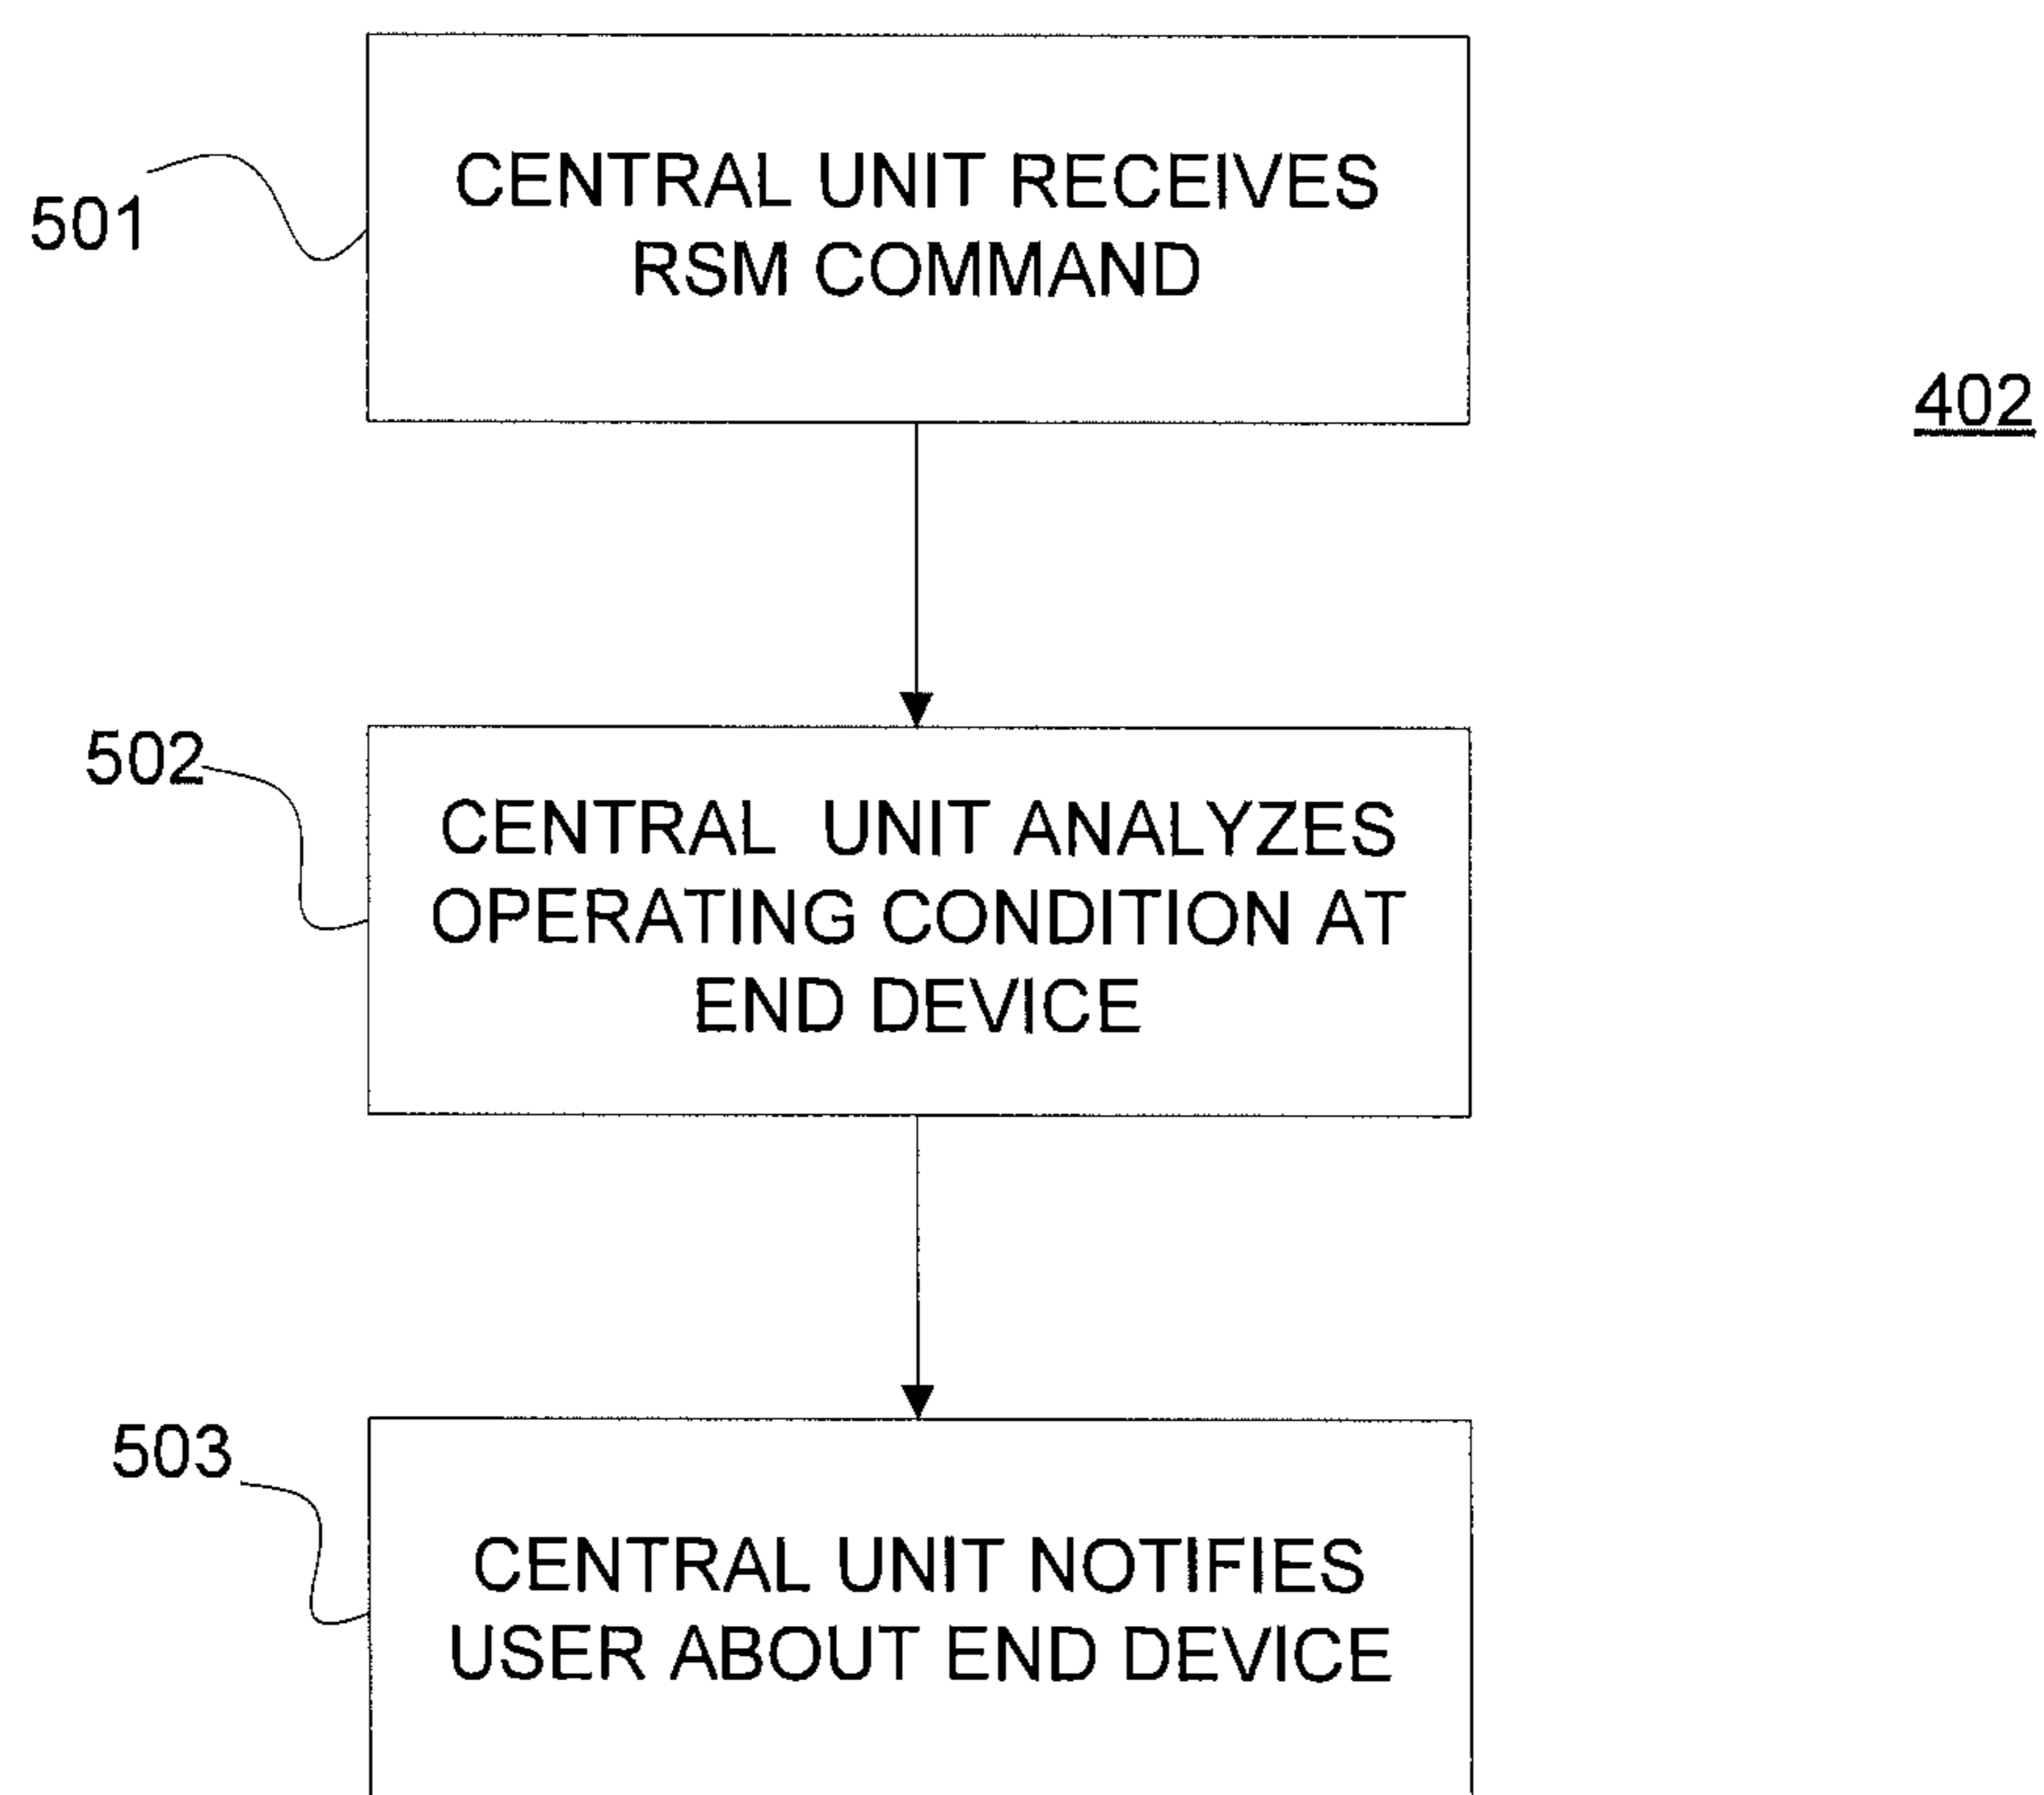 CENTRAL UNIT RECEIVES
RSM COMMAND
501
402
502
CENTRAL UNIT ANALYZES
OPERATING CONDITION AT
END DEVICE
503
CENTRAL UNIT NOTIFIES
USER ABOUT END DEVICE